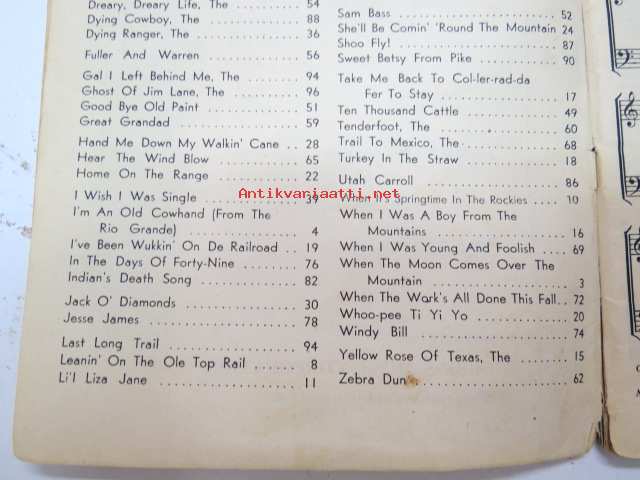 Dreary, Dreary Life, The .... 54
Dying Cowboy, The .... 88
Dying Ranger, The .... 36
Fuller And Warren .... 56
Gal I Left Behind Me, The .... 94
Ghost Of Jim Lane, The .... 96
Good Bye Old Paint .... 51
Great Grandad .... 59
Hand Me Down My Walkin' Cane .. 28
Hear The Wind Blow .... 65
Home On The Range .... 22
I Wish I Was Single .... 39
I'm An Old Cowhand (From The
Rio Grande) .... 4
I've Been Wukkin' On De Railroad .. 19
In The Days Of Forty-Nine .... 76
Indian's Death Song .... 82
Jack O' Diamonds .... 30
Jesse James .... 78
Last Long Trail .... 94
Leanin' On The Ole Top Rail .... 8
Li'l Liza Jane .... 11
Sam Bass .... 52
She'll Be Comin' 'Round The Mountain 24
Shoo Fly! .... 87
Sweet Betsy From Pike .... 90
Take Me Back To Col-ler-rad-da
Fer To Stay .... 17
Ten Thousand Cattle .... 49
Tenderfoot, The .... 60
Trail To Mexico, The .... 68
Turkey In The Straw .... 18
Utah Carroll .... 86
When It's Springtime In The Rockies .. 10
When I Was A Boy From The
Mountains .... 16
When I Was Young And Foolish .... 69
When The Moon Comes Over The
Mountain .... 3
When The Work's All Done This Fall.. 72
Whoo-pee Ti Yi Yo .... 20
Windy Bill .... 74
Yellow Rose Of Texas, The .... 15
Zebra Dun .... 62
Antikvariaatti.net